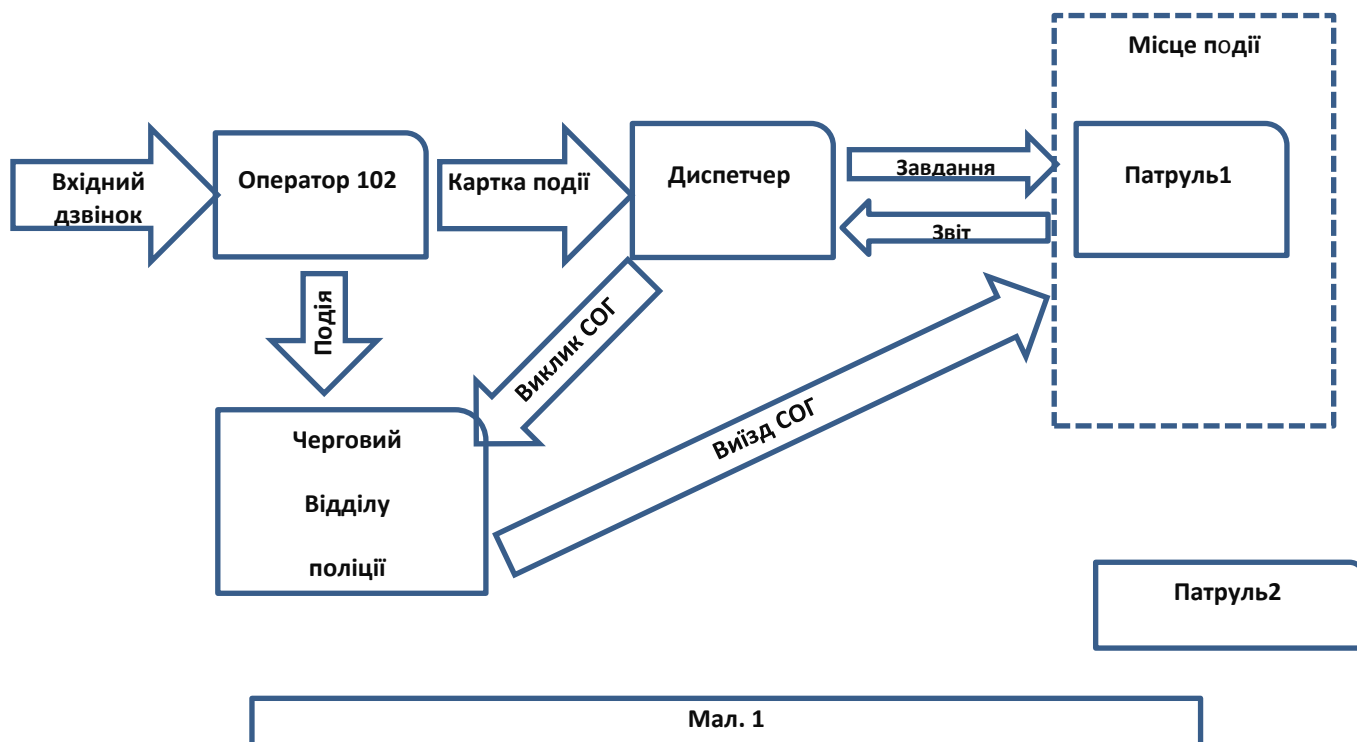 Місце події
Вхідний
дзвінок
Оператор 102
Картка події
Диспетчер
Завдання
Звіт
Патруль1
Подія
Виклик СОГ
Виїзд СОГ
Черговий
Відділу
поліції
Патруль2
Мал. 1